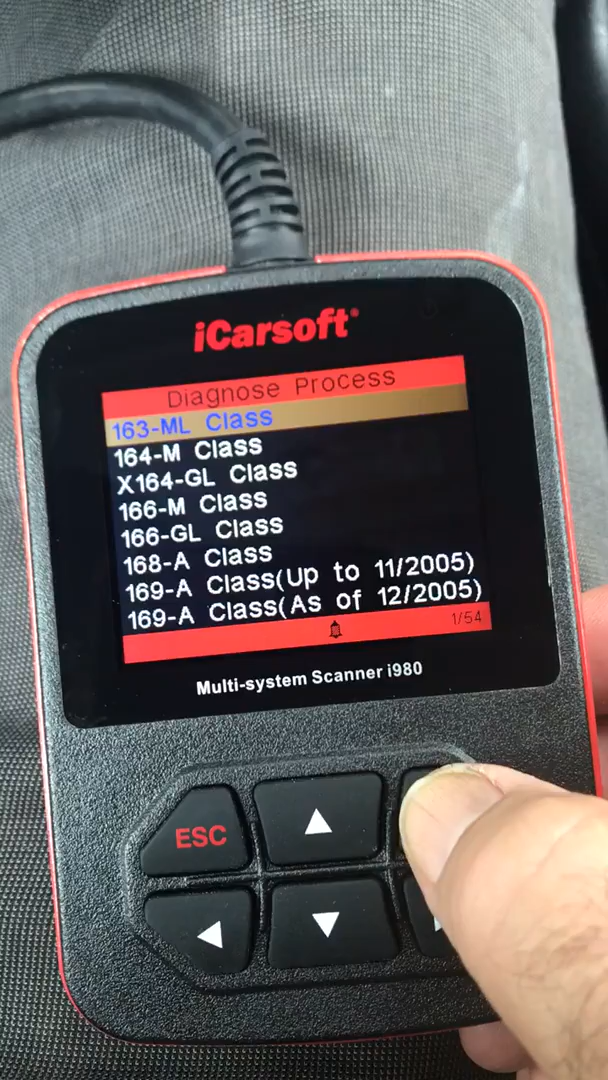 iCarsoft®
Diagnose Process
163-ML Class
164-M Class
X164-GL Class
166-M Class
166-GL Class
168-A Class
169-A Class(Up to 11/2005)
169-A Class(As of 12/2005)
1/54
Multi-system Scanner i980
ESC